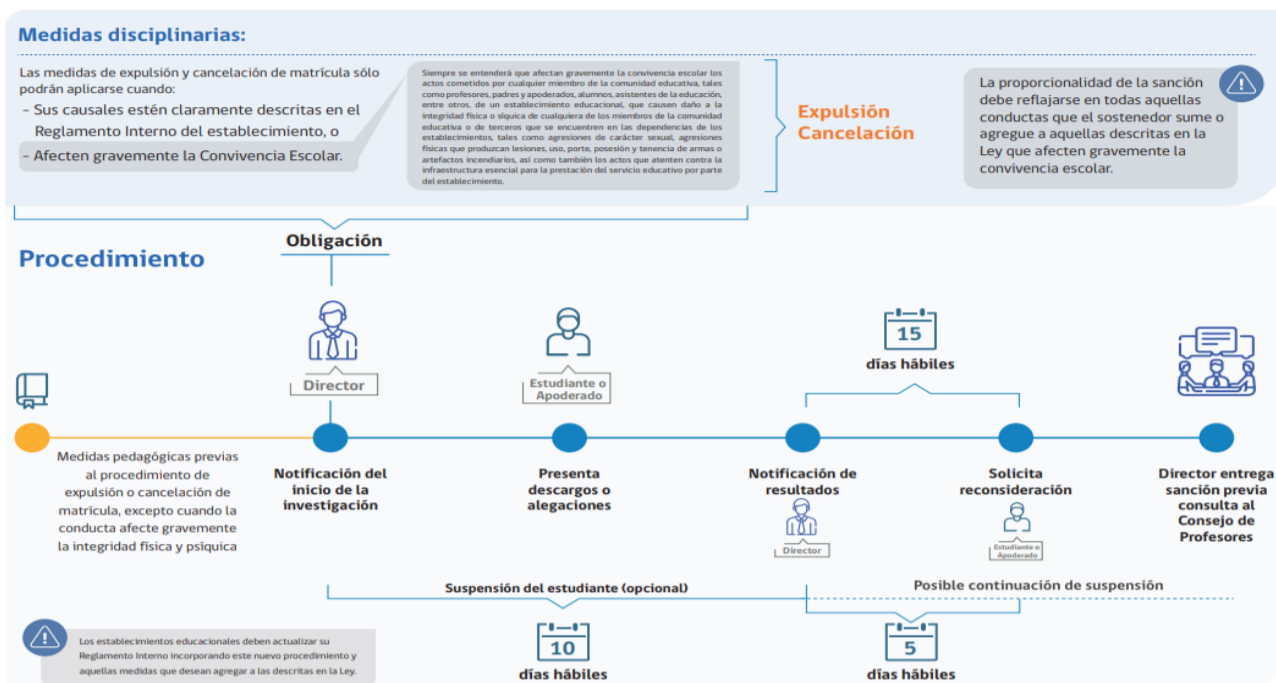 Medidas disciplinarias:
Las medidas de expulsión y cancelación de matrícula sólo
podrán aplicarse cuando:
- Sus causales estén claramente descritas en el
Reglamento Interno del establecimiento, o
- Afecten gravemente la Convivencia Escolar.
Siempre se entenderá que afectan gravemente la convivencia escolar los
actos cometidos por cualquier miembro de la comunidad educativa, tales
como profesores, padres y apoderados, alumnos, asistentes de la educación,
entre otros, de un establecimiento educacional, que causen daño a la
integridad física o síquica de cualquiera de los miembros de la comunidad
educativa o de terceros que se encuentren en las dependencias de los
establecimientos, tales como agresiones de carácter sexual, agresiones
físicas que produzcan lesiones, uso, porte, posesión y tenencia de armas o
artefactos incendiarios, así como también los actos que atenten contra la
infraestructura esencial para la prestación del servicio educativo por parte
del establecimiento.
Expulsión
Cancelación
La proporcionalidad de la sanción
debe reflajarse en todas aquellas
conductas que el sostenedor sume o
agregue a aquellas descritas en la
Ley que afecten gravemente la
convivencia escolar.
Procedimiento
Obligación
Director
Estudiante o
Apoderado
15
días hábiles
Medidas pedagógicas previas
al procedimiento de
expulsión o cancelación de
matrícula, excepto cuando la
conducta afecte gravemente
la integridad física y psíquica
Notificación del
inicio de la
investigación
Presenta
descargos o
alegaciones
Notificación de
resultados
Director
Solicita
reconsideración
Estudiante o
Apoderado
Director entrega
sanción previa
consulta al
Consejo de
Profesores
Suspensión del estudiante (opcional)
Posible continuación de suspensión
10
días hábiles
5
días hábiles
Los establecimientos educacionales deben actualizar su
Reglamento Interno incorporando este nuevo procedimiento y
aquellas medidas que desean agregar a las descritas en la Ley.